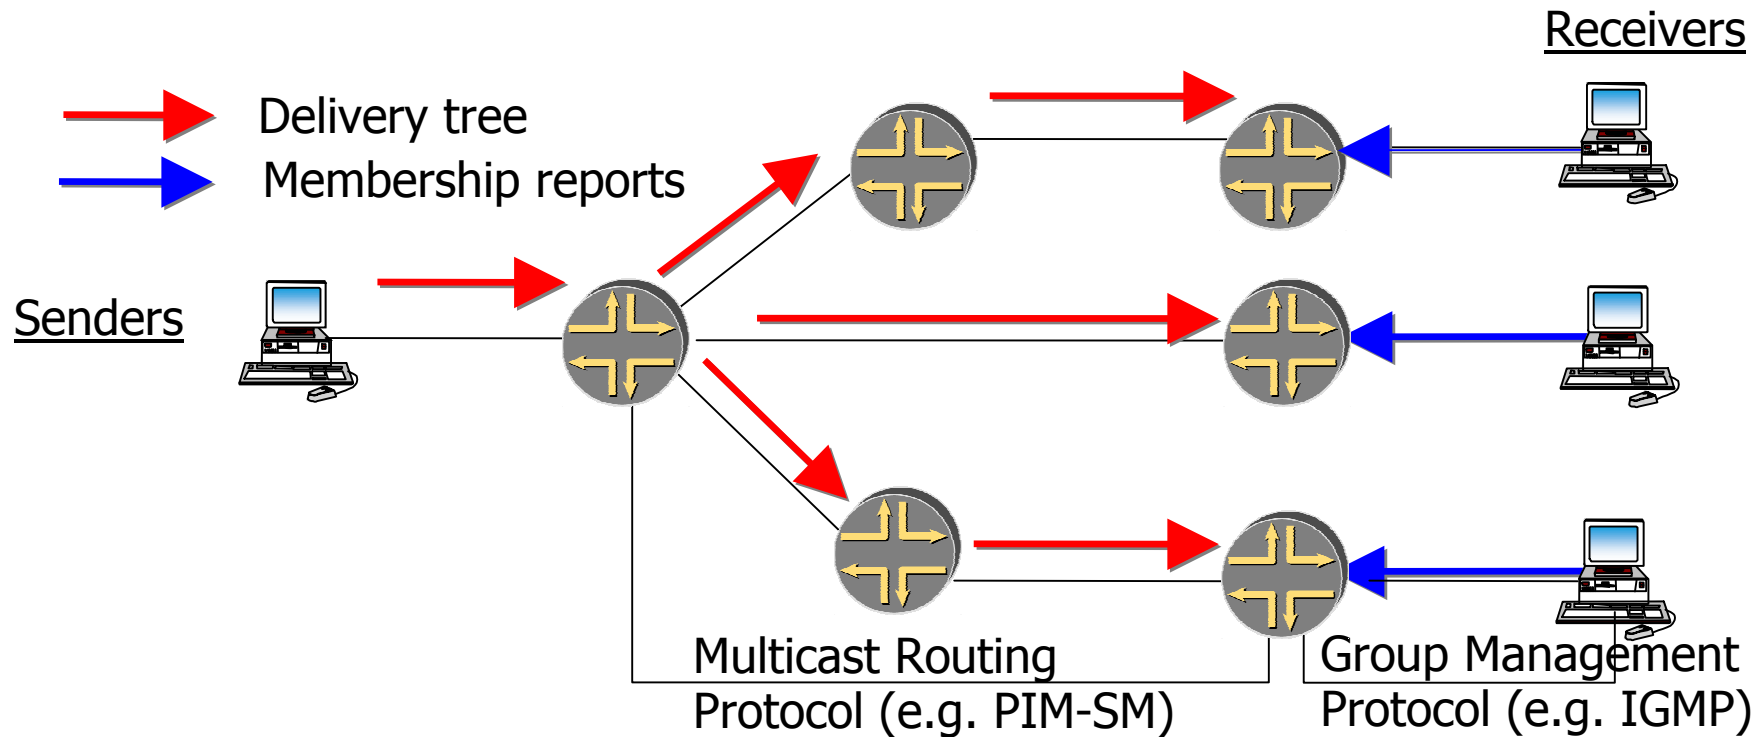 Receivers
Delivery tree
Membership reports
Senders
Multicast Routing
Protocol (e.g. PIM-SM)
Group Management
Protocol (e.g. IGMP)